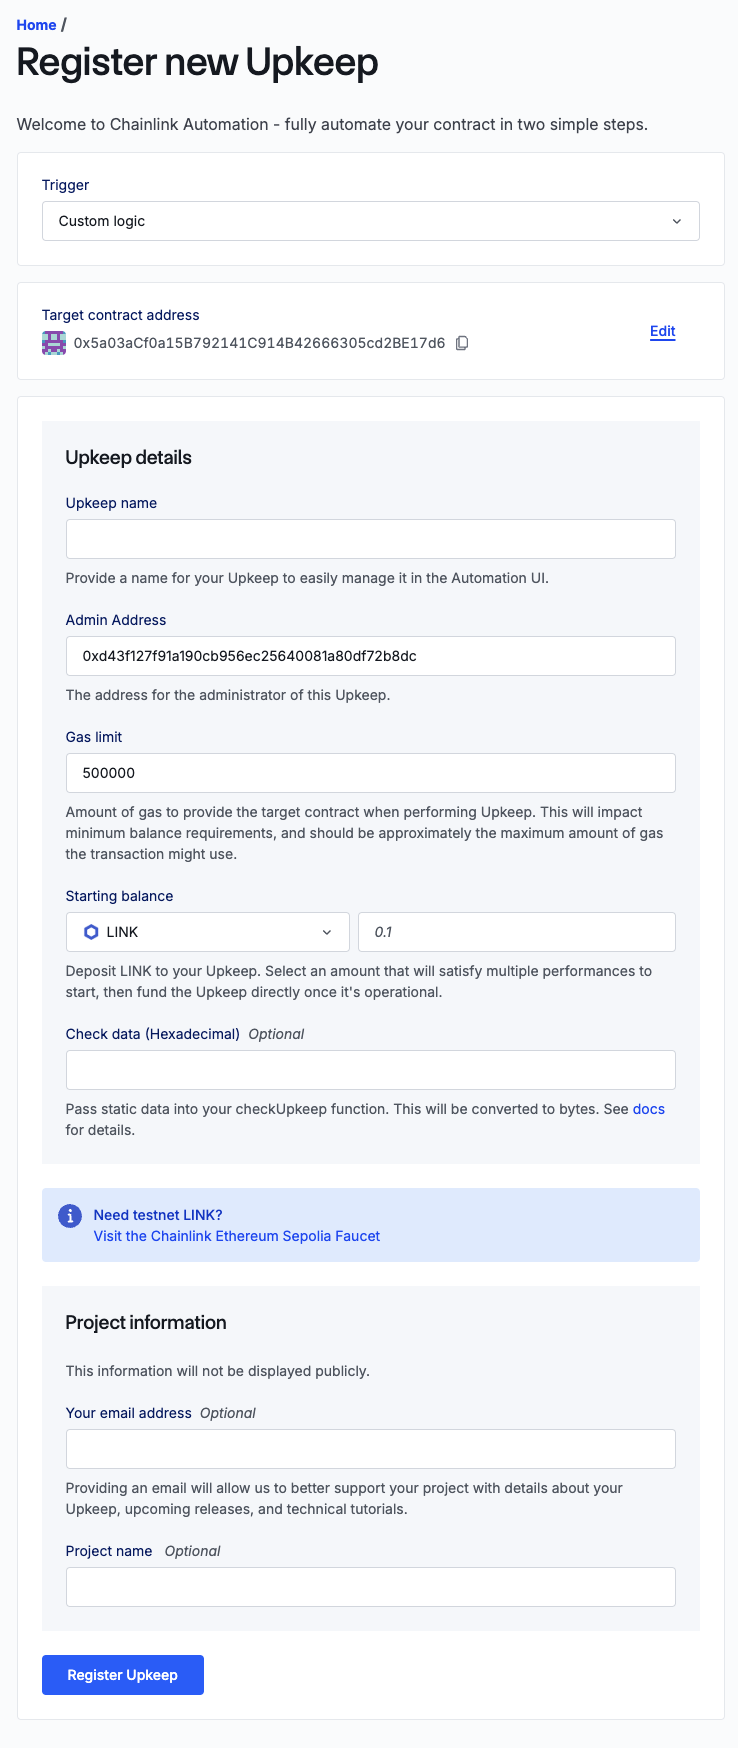 Home /
Register new Upkeep
Welcome to Chainlink Automation - fully automate your contract in two simple steps.
Trigger
Custom logic
Target contract address
0x5a03aCf0a15B792141C914B42666305cd2BE17d6
Edit
Upkeep details
Upkeep name
Provide a name for your Upkeep to easily manage it in the Automation UI.
Admin Address
0xd43f127f91a190cb956ec25640081a80df72b8dc
The address for the administrator of this Upkeep.
Gas limit
500000
Amount of gas to provide the target contract when performing Upkeep. This will impact
minimum balance requirements, and should be approximately the maximum amount of gas
the transaction might use.
Starting balance
LINK
0.1
Deposit LINK to your Upkeep. Select an amount that will satisfy multiple performances to
start, then fund the Upkeep directly once it's operational.
Check data (Hexadecimal) Optional
Pass static data into your checkUpkeep function. This will be converted to bytes. See docs
for details.
Need testnet LINK?
Visit the Chainlink Ethereum Sepolia Faucet
Project information
This information will not be displayed publicly.
Your email address Optional
Providing an email will allow us to better support your project with details about your
Upkeep, upcoming releases, and technical tutorials.
Project name Optional
Register Upkeep